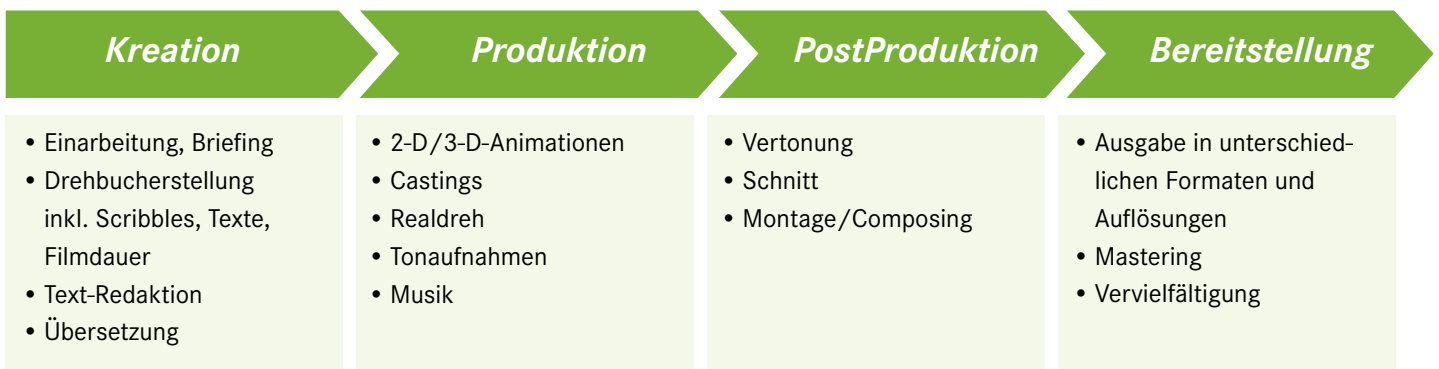 Kreation
Produktion
PostProduktion
Bereitstellung
• Einarbeitung, Briefing
• Drehbucherstellung
inkl. Scribbles, Texte,
Filmdauer
• Text-Redaktion
• Übersetzung
• 2-D/3-D-Animationen
• Castings
• Realdreh
• Tonaufnahmen
• Musik
• Vertonung
• Schnitt
• Montage/Composing
• Ausgabe in unterschied-
lichen Formaten und
Auflösungen
• Mastering
• Vervielfältigung